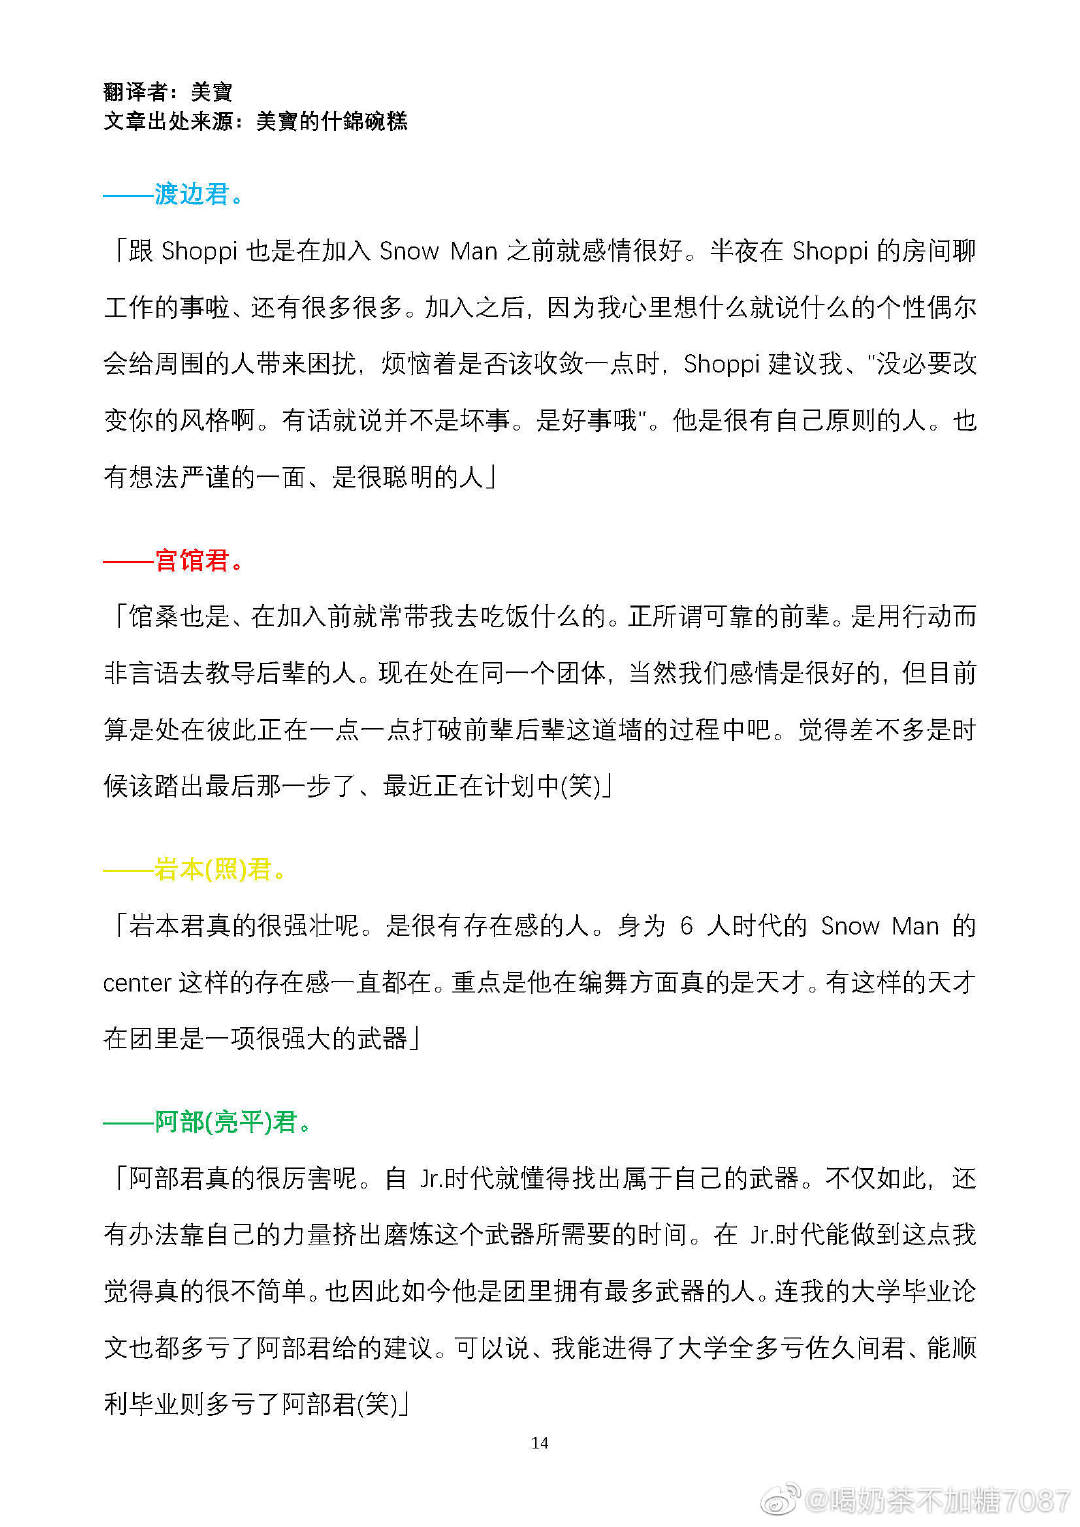 翻译者：美寶
文章出处来源：美寶的什錦碗糕
——渡边君。
「跟 Shoppi 也是在加入 Snow Man 之前就感情很好。半夜在 Shoppi 的房间聊
工作的事啦、还有很多很多。加入之后，因为我心里想什么就说什么的个性偶尔
会给周围的人带来困扰，烦恼着是否该收敛一点时，Shoppi 建议我、"没必要改
变你的风格啊。有话就说并不是坏事。是好事哦"。他是很有自己原则的人。也
有想法严谨的一面、是很聪明的人」
——宫馆君。
「馆桑也是、在加入前就常带我去吃饭什么的。正所谓可靠的前辈。是用行动而
非言语去教导后辈的人。现在处在同一个团体，当然我们感情是很好的，但目前
算是处在彼此正在一点一点打破前辈后辈这道墙的过程中吧。觉得差不多是时
候该踏出最后那一步了、最近正在计划中(笑)」
——岩本(照)君。
「岩本君真的很强壮呢。是很有存在感的人。身为 6 人时代的 Snow Man 的
center 这样的存在感一直都在。重点是他在编舞方面真的是天才。有这样的天才
在团里是一项很强大的武器」
——阿部(亮平)君。
「阿部君真的很厉害呢。自 Jr.时代就懂得找出属于自己的武器。不仅如此，还
有办法靠自己的力量挤出磨炼这个武器所需要的时间。在 Jr.时代能做到这点我
觉得真的很不简单。也因此如今他是团里拥有最多武器的人。连我的大学毕业论
文也都多亏了阿部君给的建议。可以说、我能进得了大学全多亏佐久间君、能顺
利毕业则多亏了阿部君(笑)」
14
@喝奶茶不加糖7087